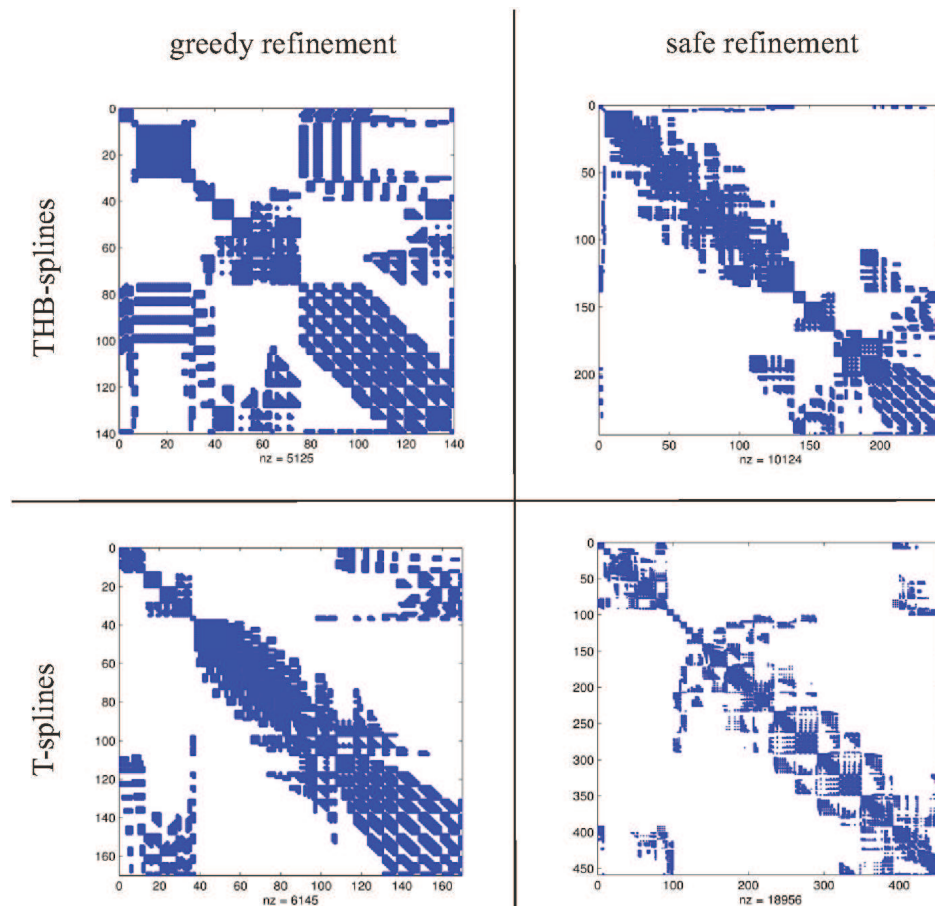 greedy refinement
safe refinement
THB-splines
0
20
40
60
80
100
120
140
0 20 40 60 80 100 120 140
nz = 5125
0
50
100
150
200
0 50 100 150 200
nz = 10124
T-splines
0
20
40
60
80
100
120
140
160
0 20 40 60 80 100 120 140 160
nz = 6145
0
50
100
150
200
250
300
350
400
450
0 100 200 300 400
nz = 18956